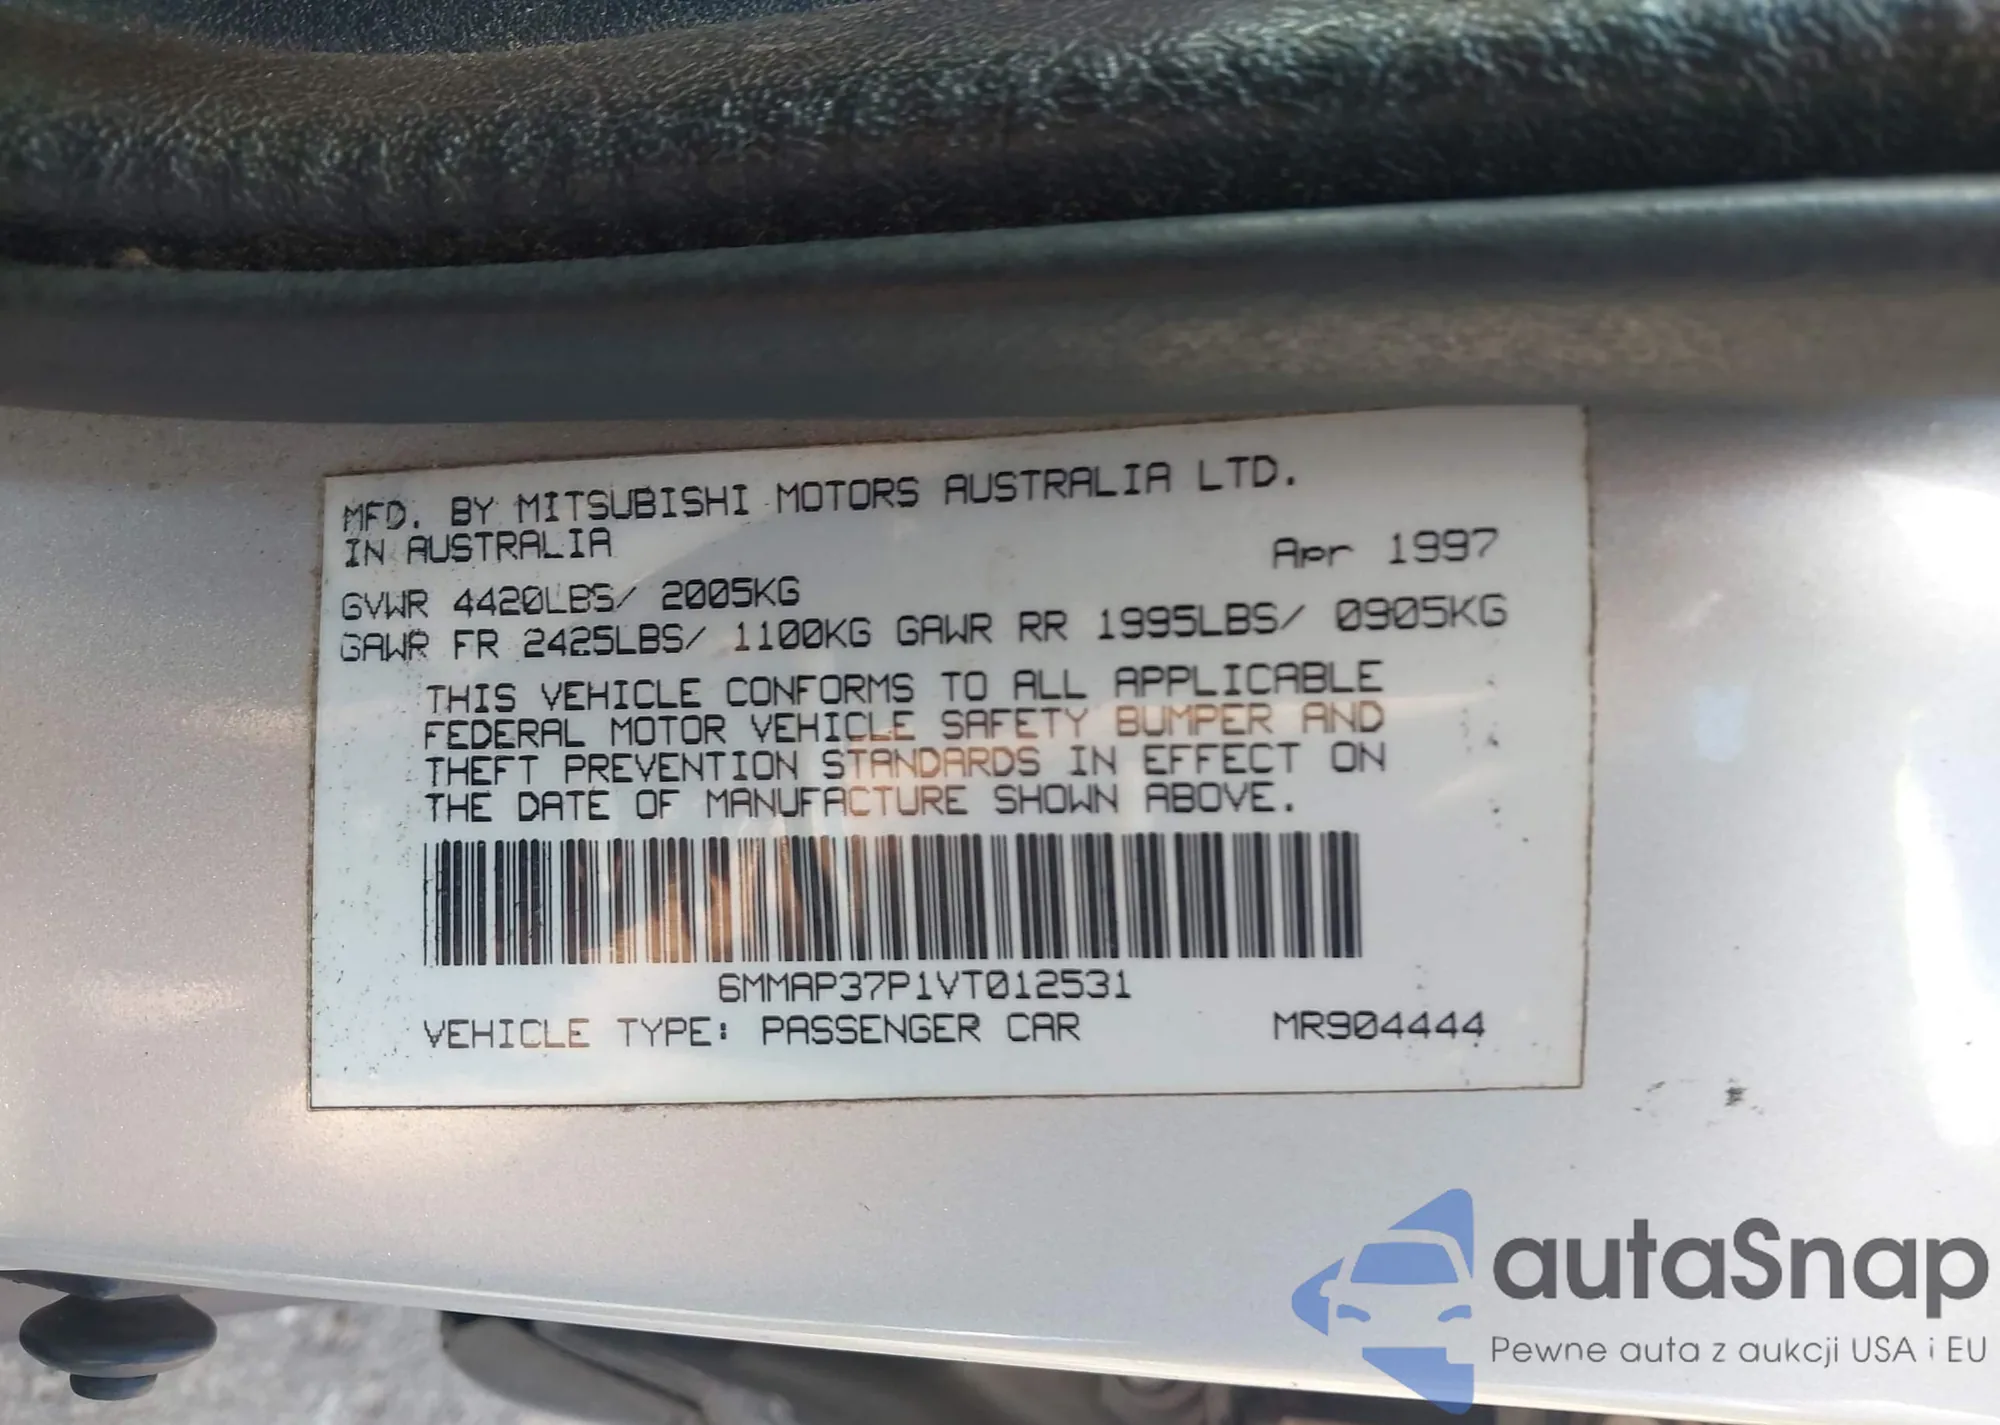 MFD. BY MITSUBISHI MOTORS AUSTRALIA LTD.
IN AUSTRALIA Apr 1997
GVWR 4420LBS/ 2005KG
GAWR FR 2425LBS/ 1100KG GAWR RR 1995LBS/ 0905KG
THIS VEHICLE CONFORMS TO ALL APPLICABLE
FEDERAL MOTOR VEHICLE SAFETY BUMPER AND
THEFT PREVENTION STANDARDS IN EFFECT ON
THE DATE OF MANUFACTURE SHOWN ABOVE.
6MMAP37P1VT012531
VEHICLE TYPE: PASSENGER CAR MR904444
autaSnap
Pewne auta z aukcji USA i EU